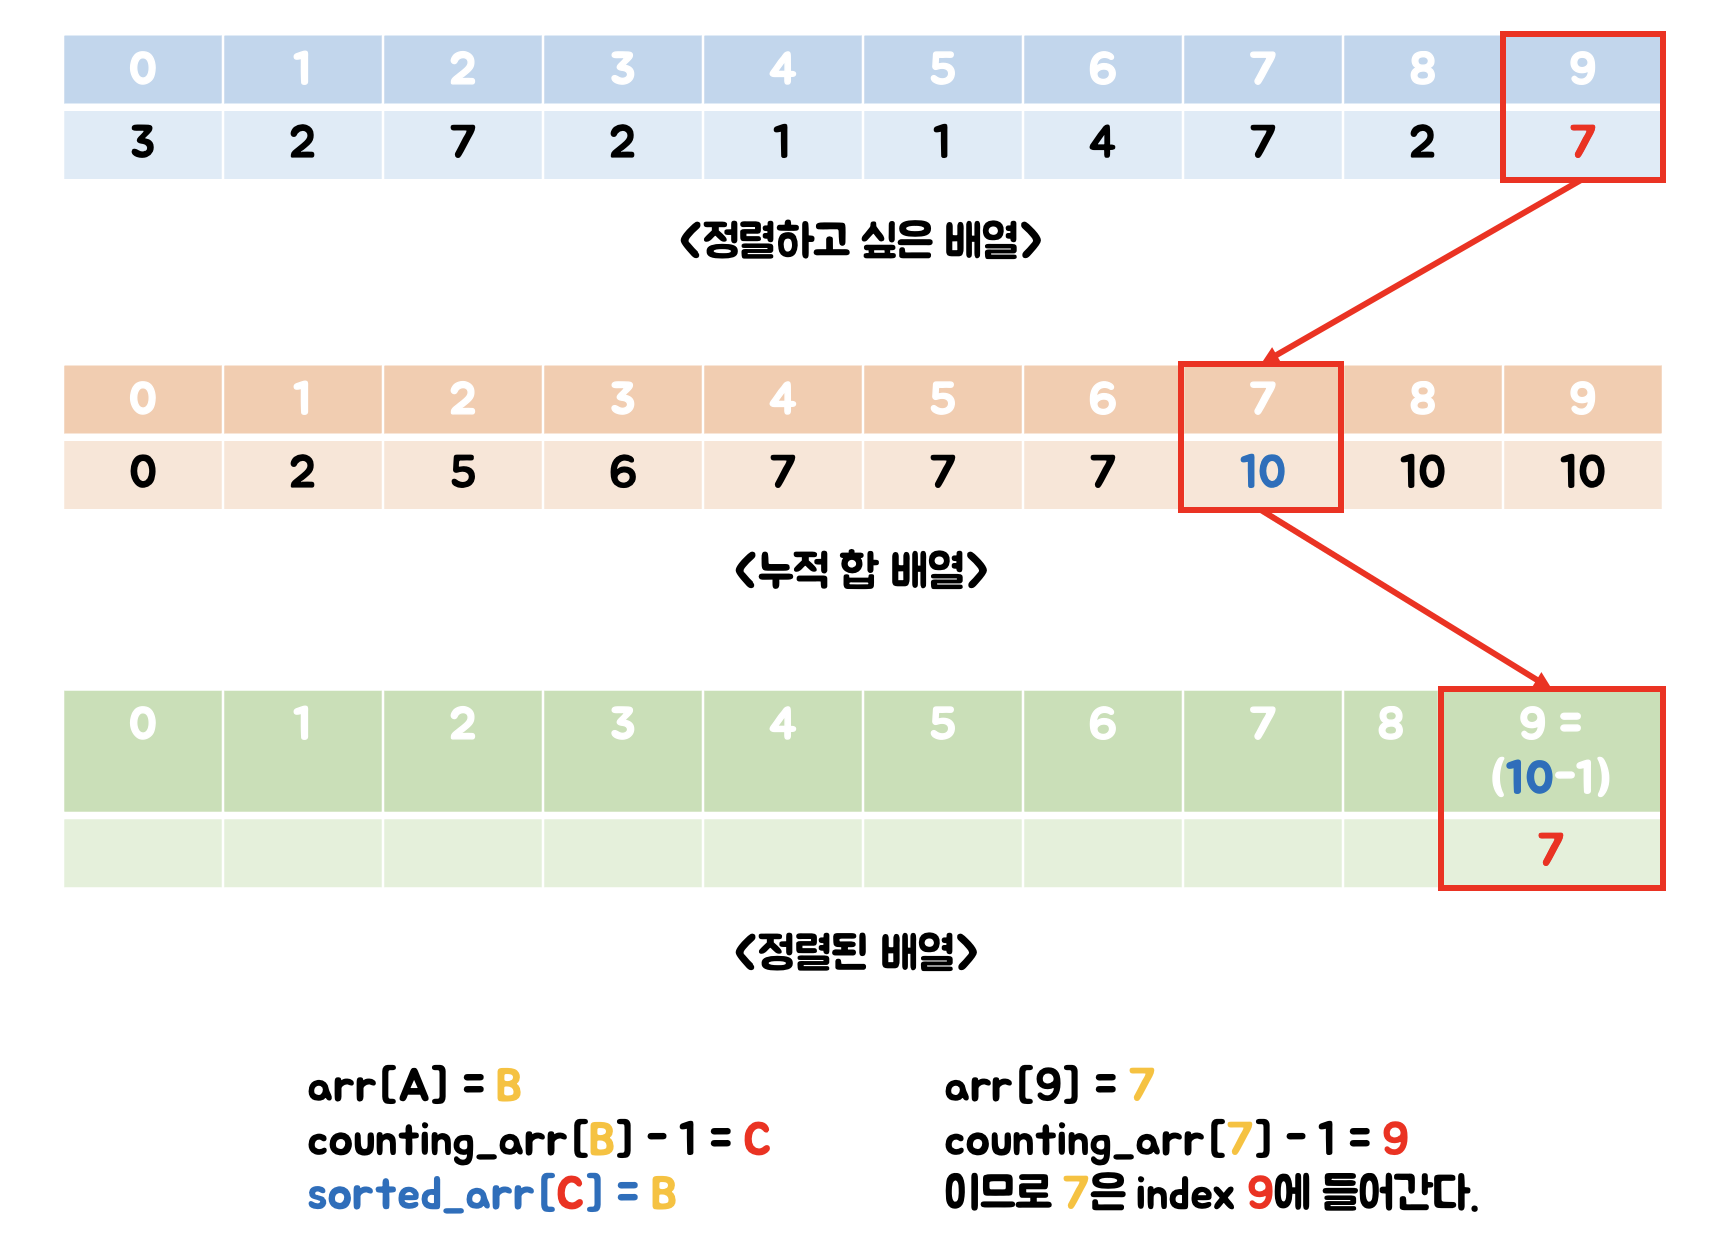 0 1 2 3 4 5 6 7 8 9
3 2 7 2 1 1 4 7 2 7
<정렬하고 싶은 배열>
0 1 2 3 4 5 6 7 8 9
0 2 5 6 7 7 7 10 10 10
<누적 합 배열>
0 1 2 3 4 5 6 7 8 9 =
(10-1)
7
<정렬된 배열>
arr[A] = B
counting_arr[B] - 1 = C
sorted_arr[C] = B
arr[9] = 7
counting_arr[7] - 1 = 9
이므로 7은 index 9에 들어간다.